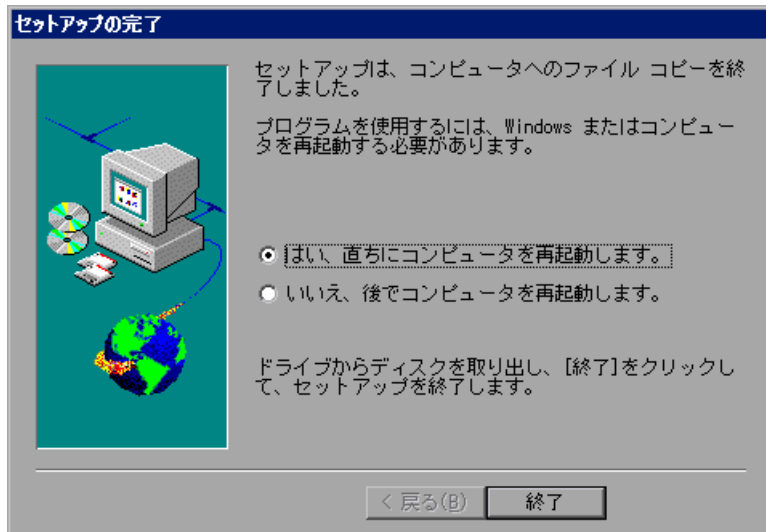 セットアップの完了
セットアップは、コンピュータへのファイル コピーを終
了しました。
プログラムを使用するには、Windows またはコンピュー
タを再起動する必要があります。
はい、直ちにコンピュータを再起動します。
いいえ、後でコンピュータを再起動します。
ドライブからディスクを取り出し、[終了]をクリックし
て、セットアップを終了します。
< 戻る(B)
終了